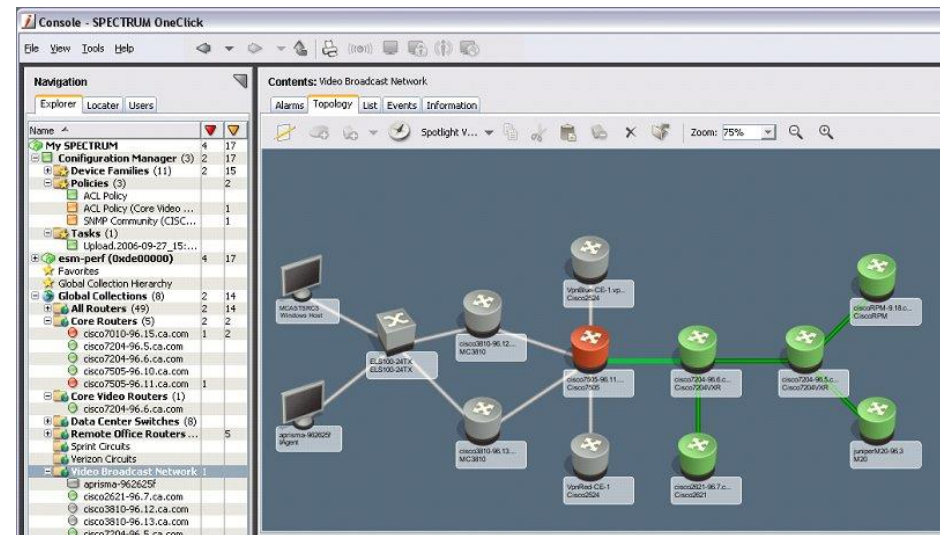 Console - SPECTRUM OneClick
File View Tools Help
Navigation
Explorer Locater Users
Name
My SPECTRUM 4 17
Configuration Manager (3) 2 17
Device Families (11) 2 15
Policies (3) 2
ACL Policy
ACL Policy (Core Video ... 1
SNMP Community (CISC... 1
Tasks (1)
Upload.2006-09-27_15:...
esm-perf (0xde00000) 4 17
Favorites
Global Collection Hierarchy
Global Collections (8) 2 14
All Routers (49) 2 14
Core Routers (5) 2 2
cisco7010-96.15.ca.com 1 2
cisco7204-96.5.ca.com
cisco7204-96.6.ca.com
cisco7505-96.10.ca.com
cisco7505-96.11.ca.com 1
Core Video Routers (1)
cisco7204-96.6.ca.com
Data Center Switches (8)
Remote Office Routers ... 5
Sprint Circuits
Verizon Circuits
Video Broadcast Network 1
aprisma-962625f
cisco2621-96.7.ca.com
cisco3810-96.12.ca.com
cisco3810-96.13.ca.com
cisco7204-96.5.ca.com
Contents: Video Broadcast Network
Alarms Topology List Events Information
Spotlight V... Zoom: 75%
MCASTSRC5
Windows Host
aprisma-962625f
iAgent
ELS100-24TX
ELS100-24TX
cisco3810-96.12...
MC3810
cisco3810-96.13...
MC3810
VpnBlue-CE-1.vp...
Cisco2524
cisco7505-96.11...
Cisco7505
VpnRed-CE-1
Cisco2524
cisco7204-96.6.c...
Cisco7204VXR
cisco2621-96.7.c...
Cisco2621
cisco7204-96.5.c...
Cisco7204VXR
ciscoRPM-9.18.c...
CiscoRPM
juniperM20-96.3
M20